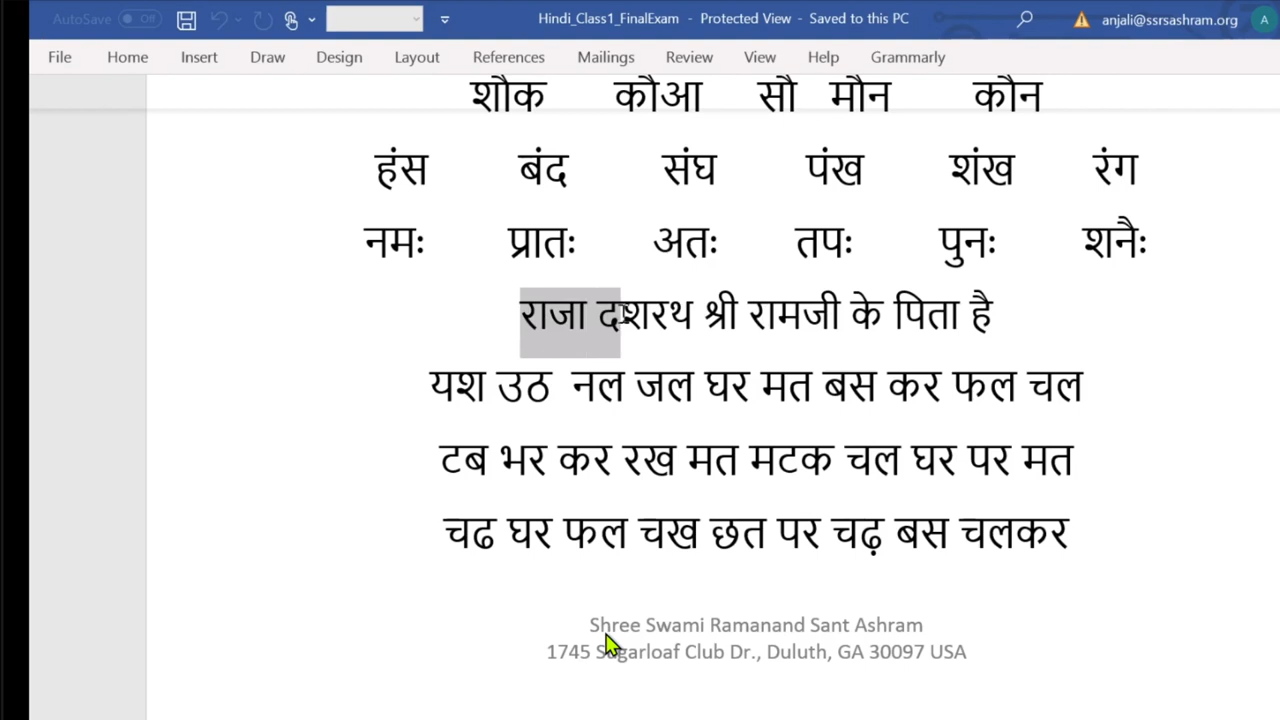 AutoSave Off Hindi_Class1_FinalExam - Protected View - Saved to this PC anjali@ssrsashram.org A
File Home Insert Draw Design Layout References Mailings Review View Help Grammarly
शौक कौआ सौ मौन कौन
हंस बंद संघ पंख शंख रंग
नमः प्रातः अतः तपः पुनः शनैः
राजा दशरथ श्री रामजी के पिता है
यश उठ नल जल घर मत बस कर फल चल
टब भर कर रख मत मटक चल घर पर मत
चढ घर फल चख छत पर चढ़ बस चलकर
Shree Swami Ramanand Sant Ashram
1745 Sugarloaf Club Dr., Duluth, GA 30097 USA